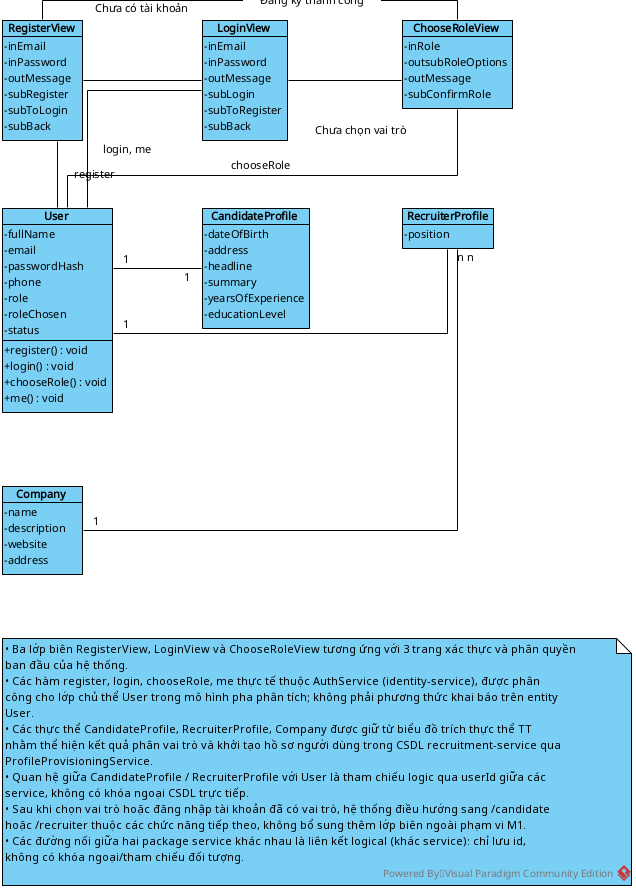 Đăng ký thành công
Chưa có tài khoản
RegisterView
-inEmail
-inPassword
-outMessage
-subRegister
-subToLogin
-subBack
LoginView
-inEmail
-inPassword
-outMessage
-subLogin
-subToRegister
-subBack
ChooseRoleView
-inRole
-outsubRoleOptions
-outMessage
-subConfirmRole
Chưa chọn vai trò
login, me
chooseRole
register
User
-fullName
-email
-passwordHash
-phone
-role
-roleChosen
-status
+register() : void
+login() : void
+chooseRole() : void
+me() : void
CandidateProfile
-dateOfBirth
-address
-headline
-summary
-yearsOfExperience
-educationLevel
RecruiterProfile
-position
n n
1
1
1
Company
-name
-description
-website
-address
1
• Ba lớp biên RegisterView, LoginView và ChooseRoleView tương ứng với 3 trang xác thực và phân quyền
ban đầu của hệ thống.
• Các hàm register, login, chooseRole, me thực tế thuộc AuthService (identity-service), được phân
công cho lớp chủ thể User trong mô hình pha phân tích; không phải phương thức khai báo trên entity
User.
• Các thực thể CandidateProfile, RecruiterProfile, Company được giữ từ biểu đồ trích thực thể TT
nhằm thể hiện kết quả phân vai trò và khởi tạo hồ sơ người dùng trong CSDL recruitment-service qua
ProfileProvisioningService.
• Quan hệ giữa CandidateProfile / RecruiterProfile với User là tham chiếu logic qua userId giữa các
service, không có khóa ngoại CSDL trực tiếp.
• Sau khi chọn vai trò hoặc đăng nhập tài khoản đã có vai trò, hệ thống điều hướng sang /candidate
hoặc /recruiter thuộc các chức năng tiếp theo, không bổ sung thêm lớp biên ngoài phạm vi M1.
• Các đường nối giữa hai package service khác nhau là liên kết logical (khác service): chỉ lưu id,
không có khóa ngoại/tham chiếu đối tượng.
Powered By▯Visual Paradigm Community Edition